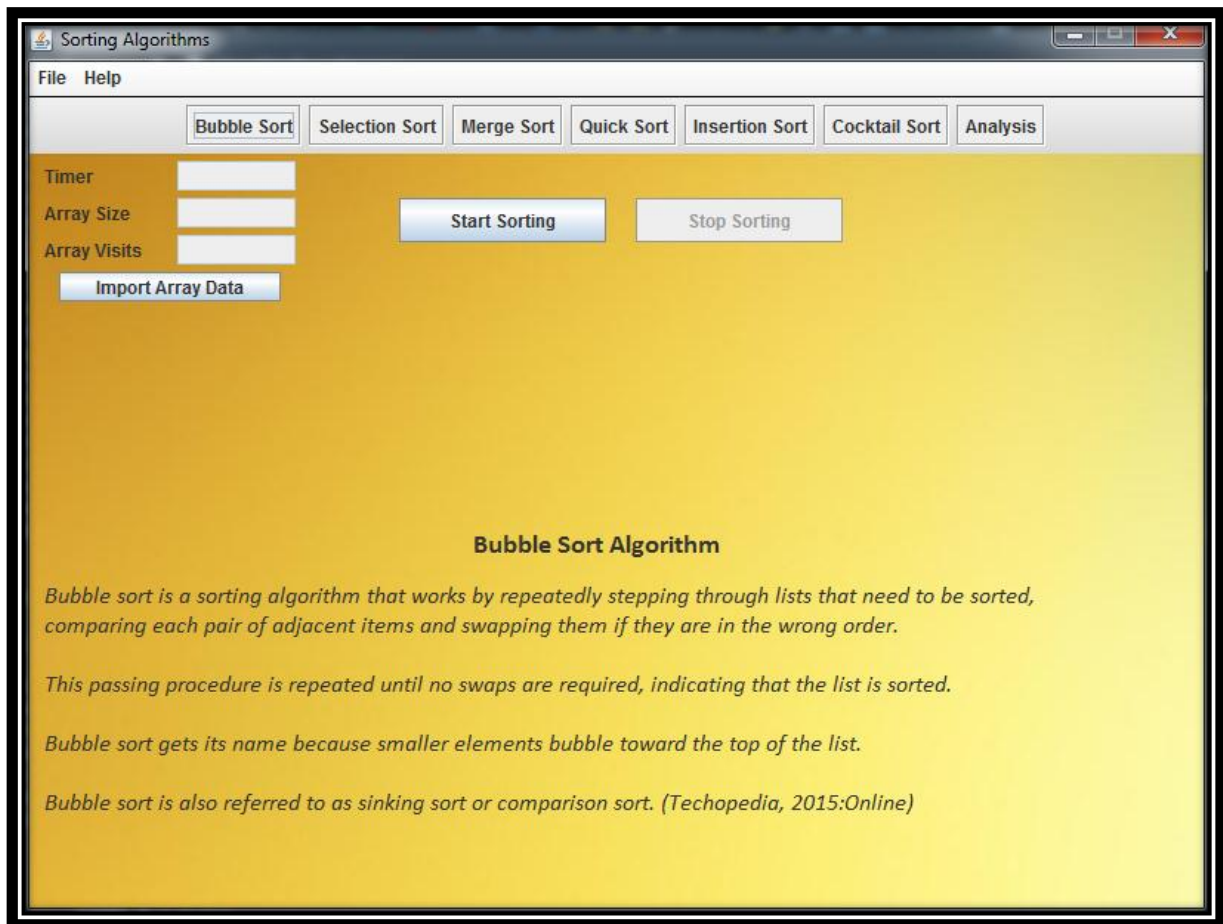 Sorting Algorithms
File Help
Bubble Sort Selection Sort Merge Sort Quick Sort Insertion Sort Cocktail Sort Analysis
Timer
Array Size
Start Sorting Stop Sorting
Array Visits
Import Array Data
Bubble Sort Algorithm
Bubble sort is a sorting algorithm that works by repeatedly stepping through lists that need to be sorted,
comparing each pair of adjacent items and swapping them if they are in the wrong order.
This passing procedure is repeated until no swaps are required, indicating that the list is sorted.
Bubble sort gets its name because smaller elements bubble toward the top of the list.
Bubble sort is also referred to as sinking sort or comparison sort. (Techopedia, 2015:Online)